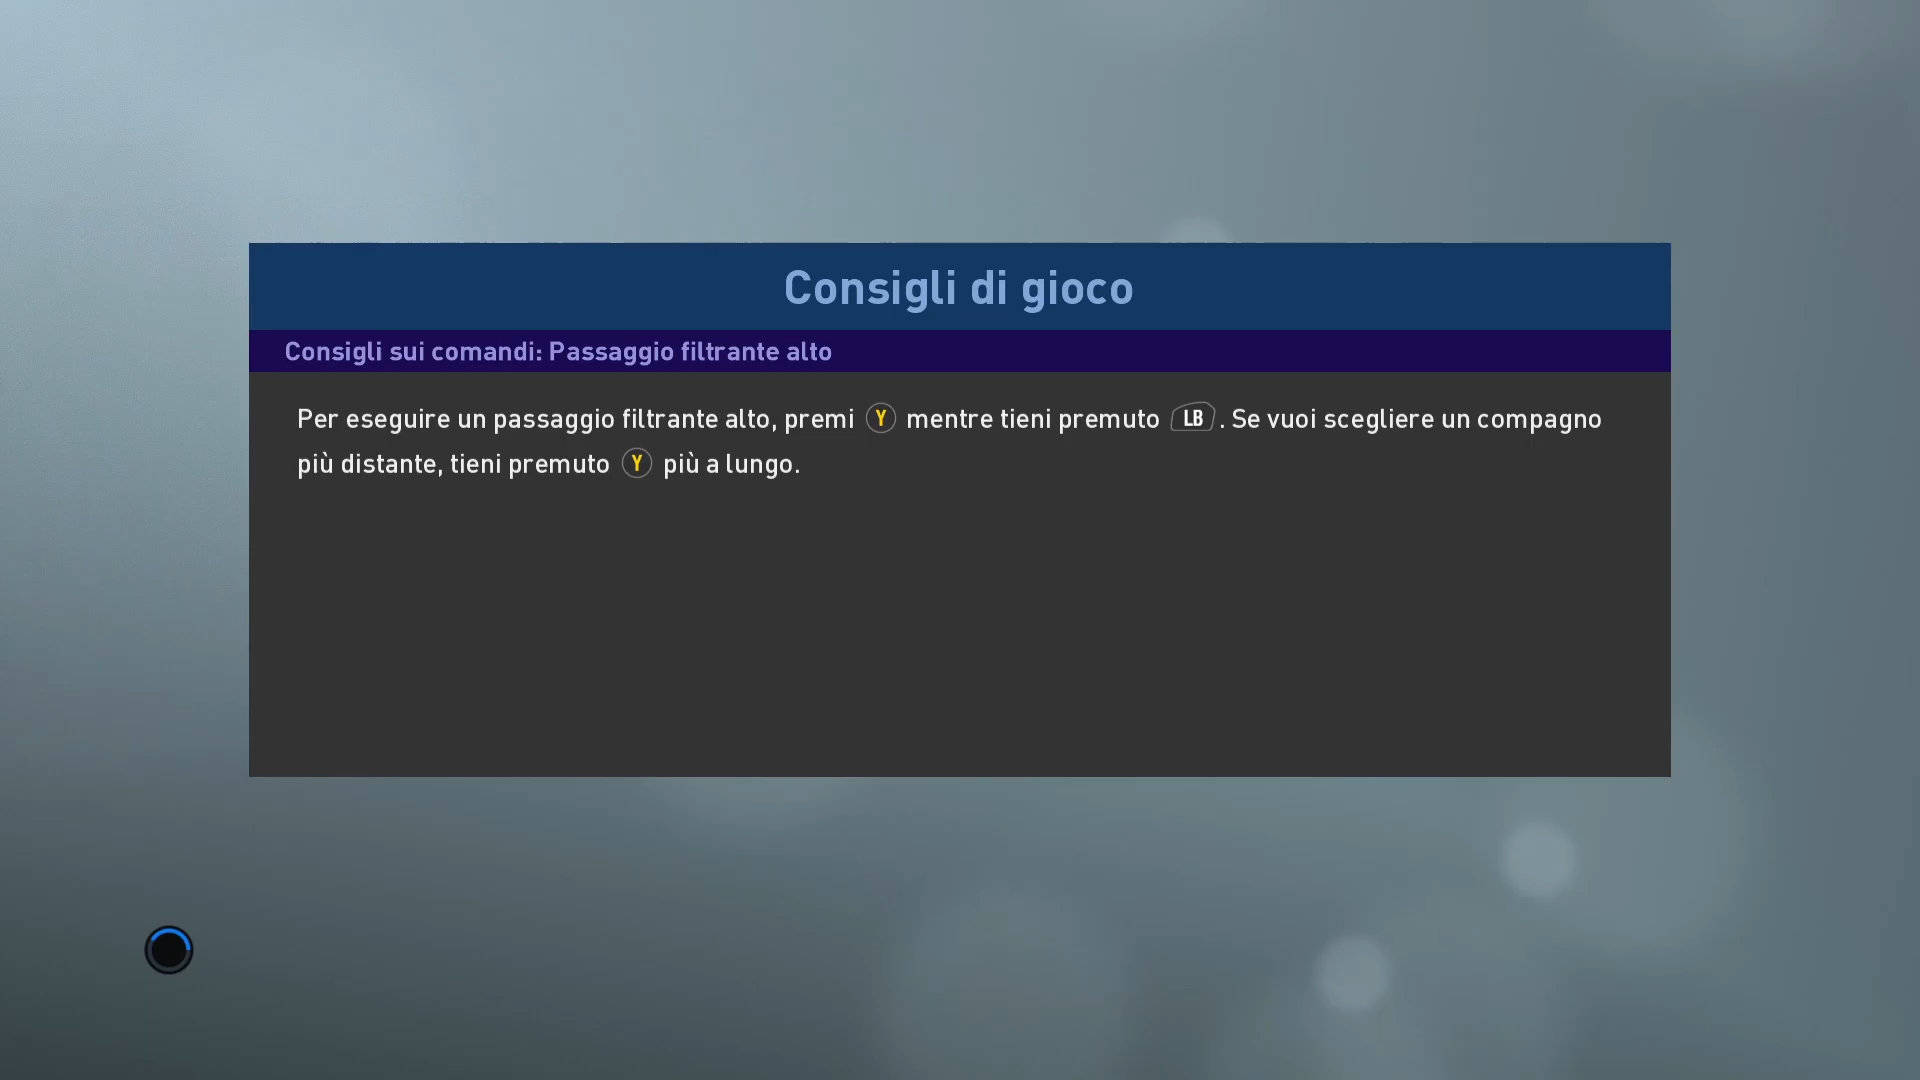 Consigli di gioco
Consigli sui comandi: Passaggio filtrante alto
Per eseguire un passaggio filtrante alto, premi Y mentre tieni premuto LB. Se vuoi scegliere un compagno
più distante, tieni premuto Y più a lungo.